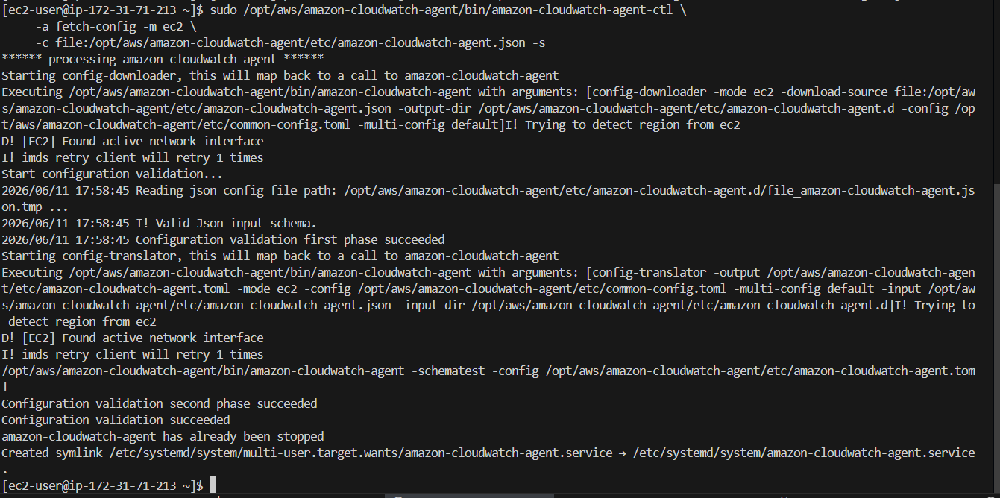 [ec2-user@ip-172-31-71-213 ~]$ sudo /opt/aws/amazon-cloudwatch-agent/bin/amazon-cloudwatch-agent-ctl \
     -a fetch-config -m ec2 \
     -c file:/opt/aws/amazon-cloudwatch-agent/etc/amazon-cloudwatch-agent.json -s
****** processing amazon-cloudwatch-agent ******
Starting config-downloader, this will map back to a call to amazon-cloudwatch-agent
Executing /opt/aws/amazon-cloudwatch-agent/bin/amazon-cloudwatch-agent with arguments: [config-downloader -mode ec2 -download-source file:/opt/aw
s/amazon-cloudwatch-agent/etc/amazon-cloudwatch-agent.json -output-dir /opt/aws/amazon-cloudwatch-agent/etc/amazon-cloudwatch-agent.d -config /op
t/aws/amazon-cloudwatch-agent/etc/common-config.toml -multi-config default]I! Trying to detect region from ec2
D! [EC2] Found active network interface
I! imds retry client will retry 1 times
Start configuration validation...
2026/06/11 17:58:45 Reading json config file path: /opt/aws/amazon-cloudwatch-agent/etc/amazon-cloudwatch-agent.d/file_amazon-cloudwatch-agent.js
on.tmp ...
2026/06/11 17:58:45 I! Valid Json input schema.
2026/06/11 17:58:45 Configuration validation first phase succeeded
Starting config-translator, this will map back to a call to amazon-cloudwatch-agent
Executing /opt/aws/amazon-cloudwatch-agent/bin/amazon-cloudwatch-agent with arguments: [config-translator -output /opt/aws/amazon-cloudwatch-agen
t/etc/amazon-cloudwatch-agent.toml -mode ec2 -config /opt/aws/amazon-cloudwatch-agent/etc/common-config.toml -multi-config default -input /opt/aw
s/amazon-cloudwatch-agent/etc/amazon-cloudwatch-agent.json -input-dir /opt/aws/amazon-cloudwatch-agent/etc/amazon-cloudwatch-agent.d]I! Trying to
 detect region from ec2
D! [EC2] Found active network interface
I! imds retry client will retry 1 times
/opt/aws/amazon-cloudwatch-agent/bin/amazon-cloudwatch-agent -schematest -config /opt/aws/amazon-cloudwatch-agent/etc/amazon-cloudwatch-agent.tom
l
Configuration validation second phase succeeded
Configuration validation succeeded
amazon-cloudwatch-agent has already been stopped
Created symlink /etc/systemd/system/multi-user.target.wants/amazon-cloudwatch-agent.service → /etc/systemd/system/amazon-cloudwatch-agent.service
.
[ec2-user@ip-172-31-71-213 ~]$